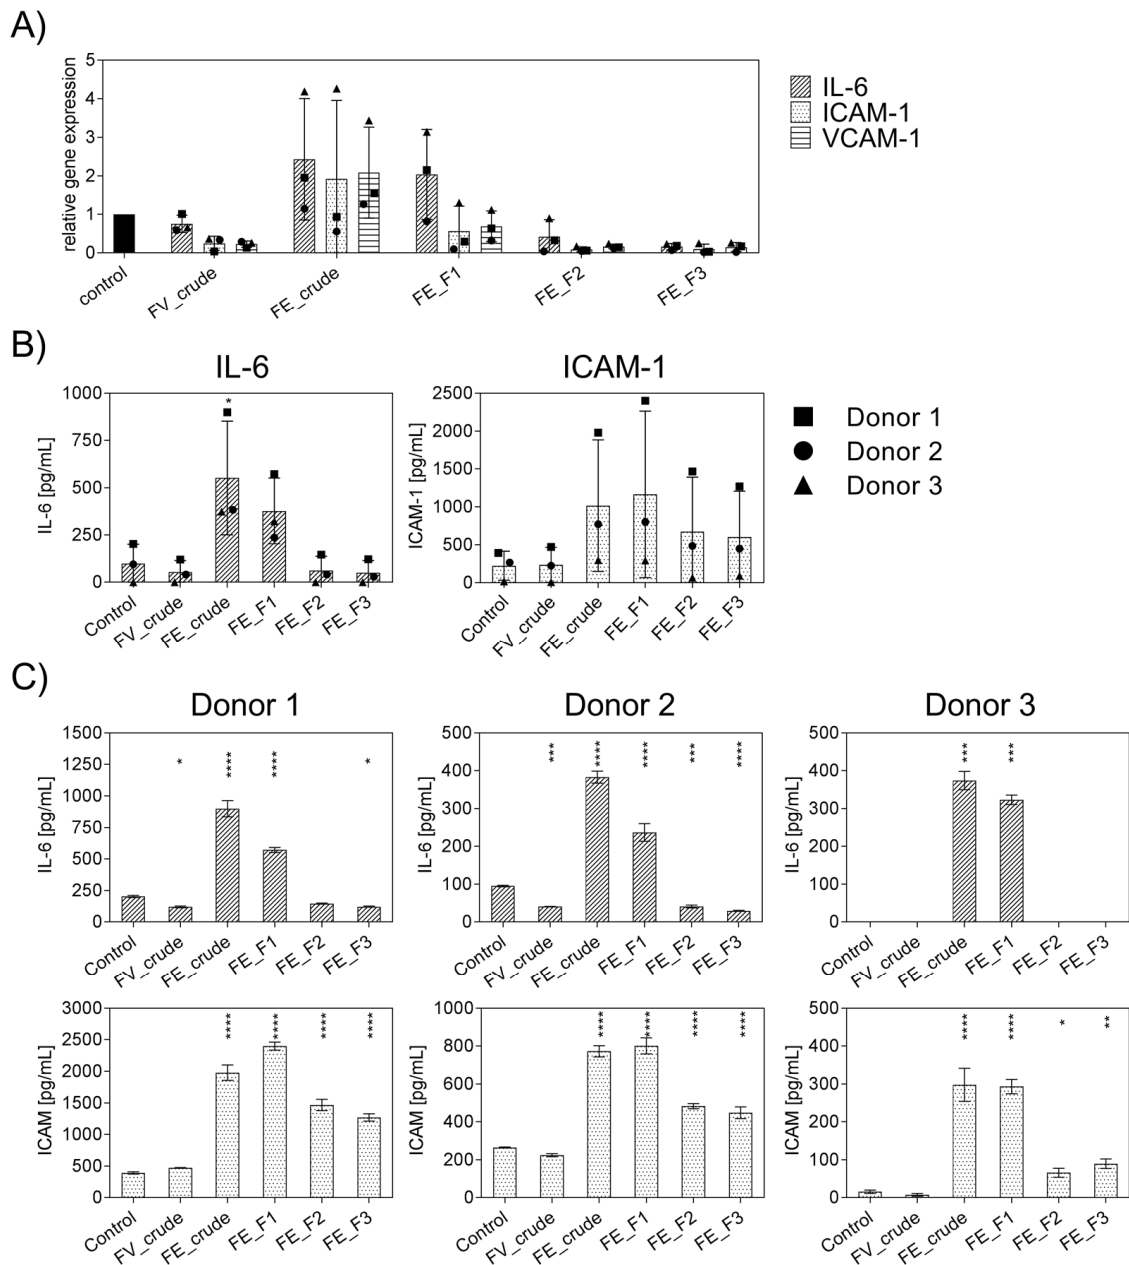 A)
relative gene expression
5
4
3
2
1
0
control
FV_crude
FE_crude
FE_F1
FE_F2
FE_F3
IL-6
ICAM-1
VCAM-1
B)
IL-6
IL-6 [pg/mL]
1000
750
500
250
0
*
Control
FV_crude
FE_crude
FE_F1
FE_F2
FE_F3
ICAM-1
ICAM-1 [pg/mL]
2500
2000
1500
1000
500
0
Control
FV_crude
FE_crude
FE_F1
FE_F2
FE_F3
Donor 1
Donor 2
Donor 3
C)
Donor 1
IL-6 [pg/mL]
1500
1250
1000
750
500
250
0
*
****
****
*
Control
FV_crude
FE_crude
FE_F1
FE_F2
FE_F3
Donor 2
IL-6 [pg/mL]
500
400
300
200
100
0
***
****
****
***
****
Control
FV_crude
FE_crude
FE_F1
FE_F2
FE_F3
Donor 3
IL-6 [pg/mL]
500
400
300
200
100
0
***
***
Control
FV_crude
FE_crude
FE_F1
FE_F2
FE_F3
ICAM [pg/mL]
3000
2500
2000
1500
1000
500
0
****
****
****
****
Control
FV_crude
FE_crude
FE_F1
FE_F2
FE_F3
ICAM [pg/mL]
1000
800
600
400
200
0
****
****
****
****
Control
FV_crude
FE_crude
FE_F1
FE_F2
FE_F3
ICAM [pg/mL]
500
400
300
200
100
0
****
****
*
**
Control
FV_crude
FE_crude
FE_F1
FE_F2
FE_F3